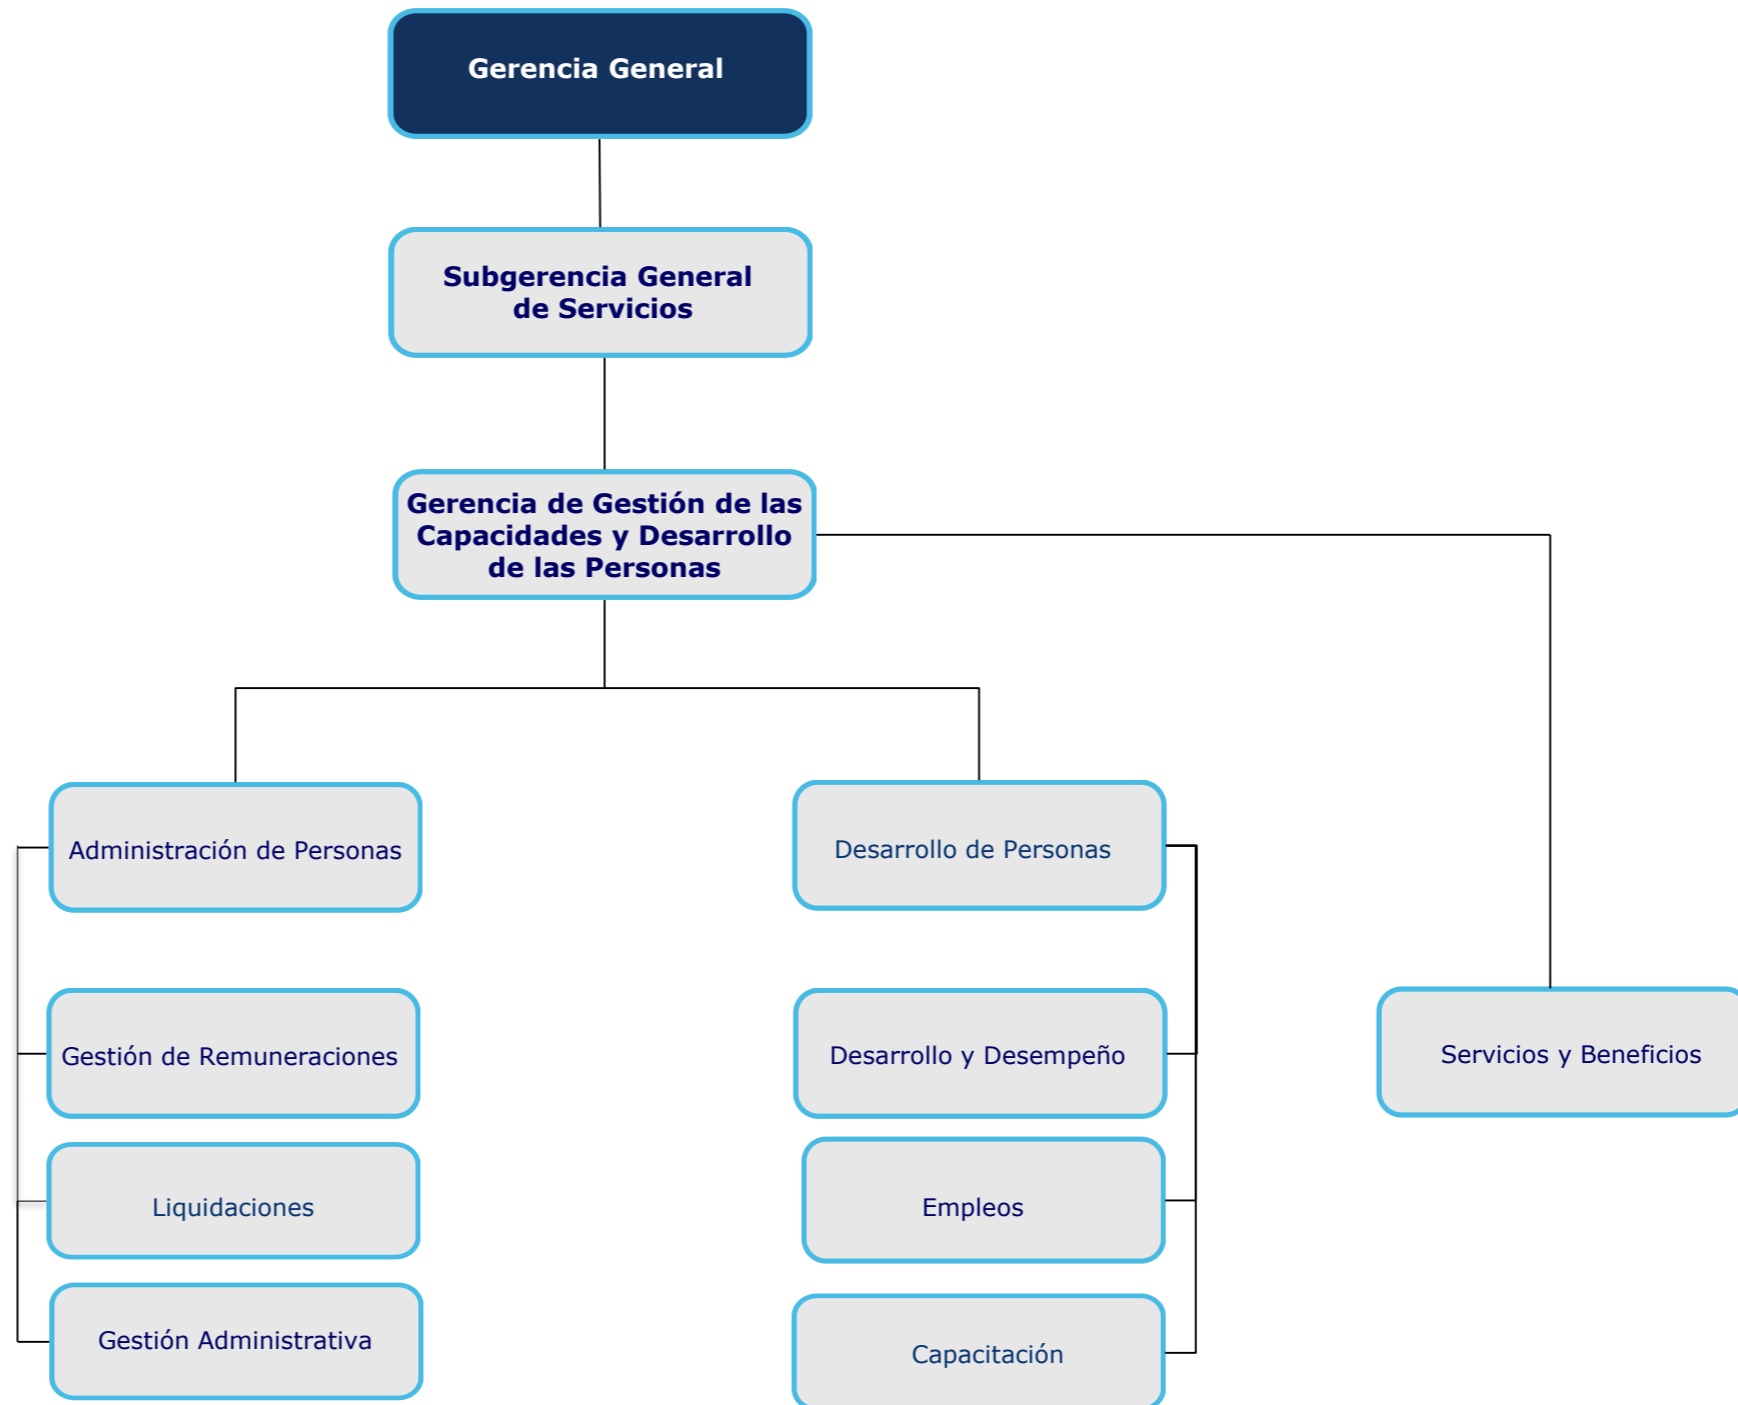 Gerencia General
Subgerencia General
de Servicios
Gerencia de Gestión de las
Capacidades y Desarrollo
de las Personas
Administración de Personas
Desarrollo de Personas
Gestión de Remuneraciones
Desarrollo y Desempeño
Servicios y Beneficios
Liquidaciones
Empleos
Gestión Administrativa
Capacitación